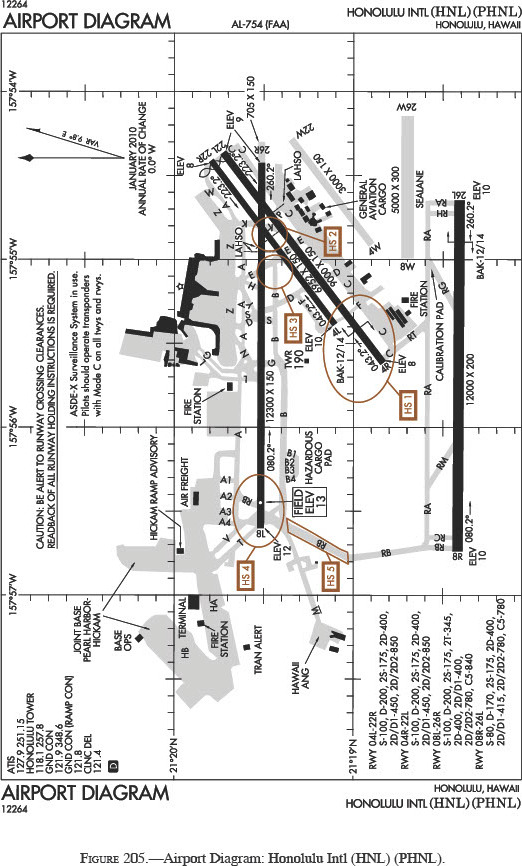 12264
AIRPORT DIAGRAM
AL-754 (FAA)
HONOLULU INTL (HNL) (PHNL)
HONOLULU, HAWAII
157°54'W
157°55'W
157°56'W
157°57'W
21°20'N
21°19'N
VAR 9.8° E
JANUARY 2010
ANNUAL RATE OF CHANGE
0.0° W
CAUTION: BE ALERT TO RUNWAY CROSSING CLEARANCES.
READBACK OF ALL RUNWAY HOLDING INSTRUCTIONS IS REQUIRED.
ASDE-X Surveillance System in use.
Pilots should operate transponders
with Mode C on all twys and rwys.
ELEV
8
22R
22L
223.2°
223.2°
ELEV
9
705 X 150
26R
260.2°
LAHSO
LAHSO
22W
3000 X 150
4W
GENERAL
AVIATION
CARGO
5000 X 300
26W
8W
SEALANE
26L
ELEV
10
260.2°
BAK-12/14
RA
RG
HS 2
HS 3
HS 1
9000 X 150
043.2°
043.2°
4L
4R
ELEV
10
ELEV
8
BAK-12/14
TWR
190
FIRE
STATION
CALIBRATION PAD
RT
RA
12000 X 200
12300 X 150
080.2°
FIRE
STATION
HICKAM RAMP ADVISORY
AIR FREIGHT
A1
A2
A3
A4
B1
B2
B3
B4
HAZARDOUS
CARGO
PAD
RB
FIELD
ELEV
13
8L
ELEV
12
HS 4
HS 5
RB
RB
RM
RA
080.2°
8R
ELEV
10
JOINT BASE
PEARL HARBOR-
HICKAM
BASE
OPS
TERMINAL
HA
HB
FIRE
STATION
TRAN ALERT
HAWAII
ANG
M
ATIS
127.9 251.15
HONOLULU TOWER
118.1 257.8
GND CON
121.9 348.6
GND CON (RAMP CON)
121.8
CLNC DEL
121.4
D
RWY 04L-22R
S-100, D-200, 2S-175, 2D-400,
2D/D1-450, 2D/2D2-850
RWY 04R-22L
S-100, D-200, 2S-175, 2D-400,
2D/D1-450, 2D/2D2-850
RWY 08L-26R
S-100, D-200, 2S-175, 2T-345,
2D-400, 2D/D1-400,
2D/2D2-780, C5-840
RWY 08R-26L
S-80, D-170, 2S-175, 2D-400,
2D/D1-415, 2D/2D2-780, C5-780
AIRPORT DIAGRAM
12264
HONOLULU, HAWAII
HONOLULU INTL (HNL) (PHNL)
FIGURE 205.—Airport Diagram: Honolulu Intl (HNL) (PHNL).